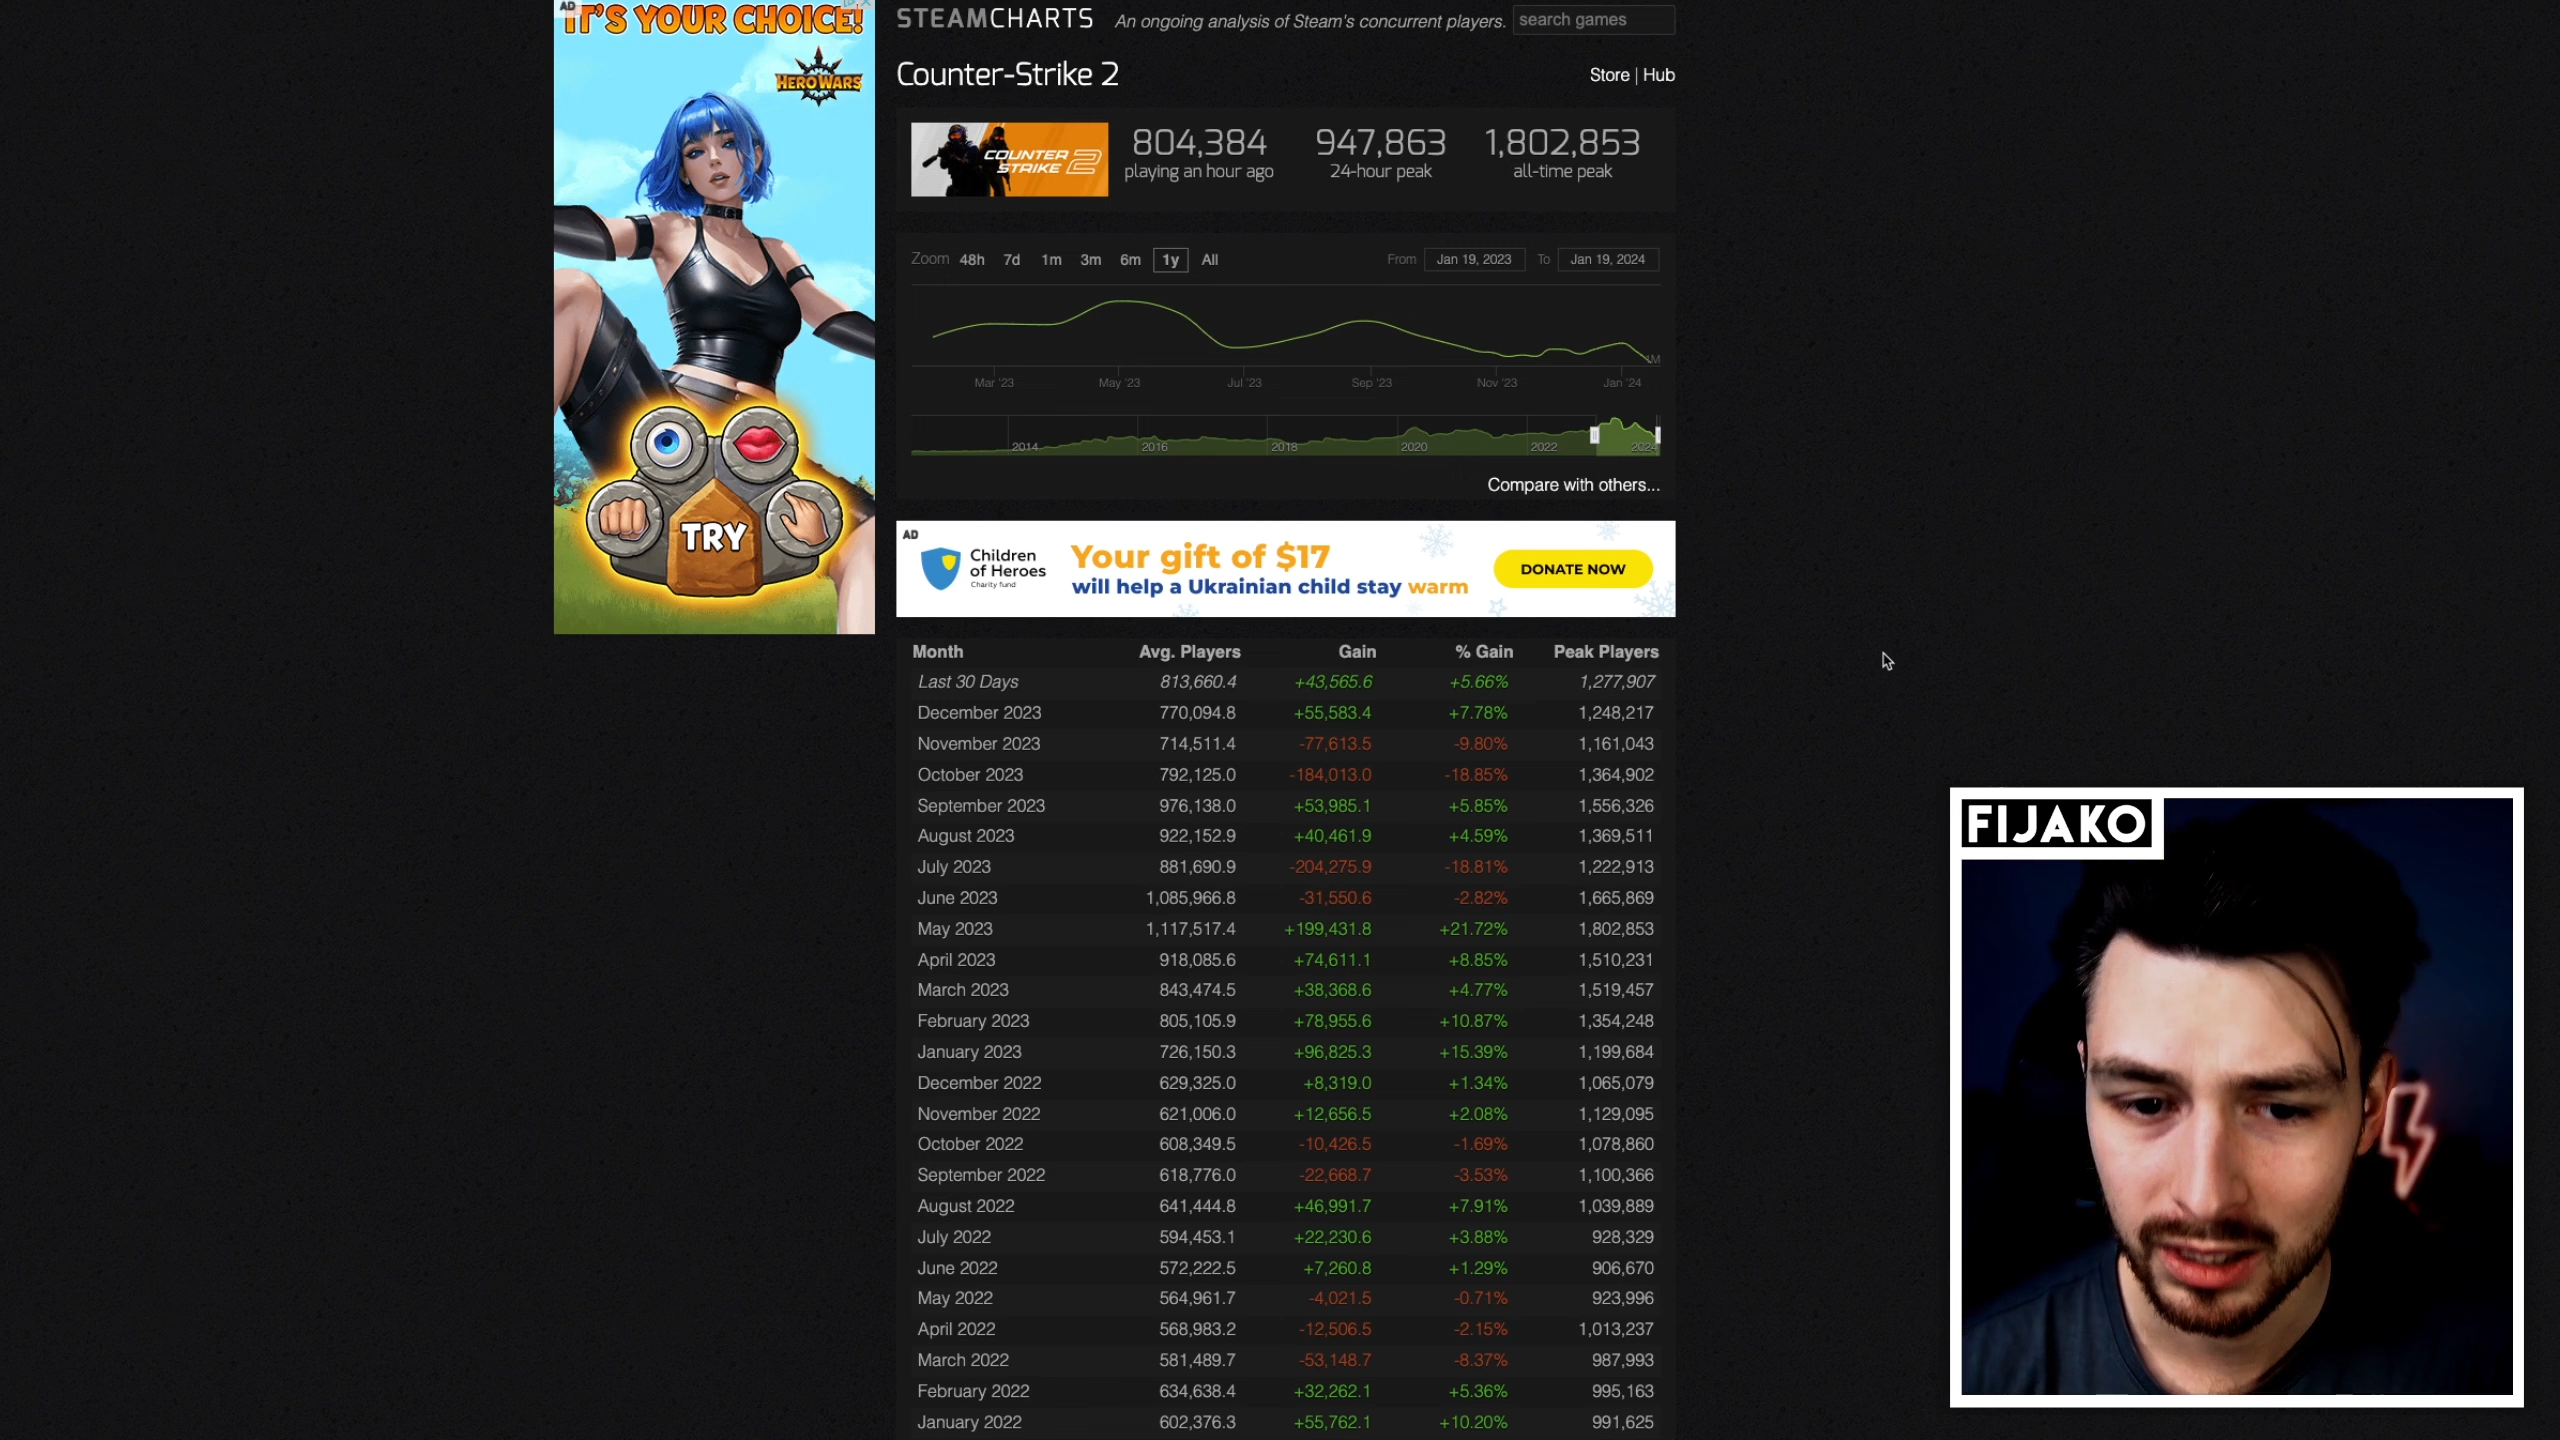 AD
IT'S YOUR CHOICE!
HERO WARS
TRY
STEAMCHARTS An ongoing analysis of Steam's concurrent players. search games
Counter-Strike 2 Store | Hub
COUNTER STRIKE 2
804,384 947,863 1,802,853
playing an hour ago 24-hour peak all-time peak
Zoom 48h 7d 1m 3m 6m 1y All From Jan 19, 2023 To Jan 19, 2024
1M
Mar '23 May '23 Jul '23 Sep '23 Nov '23 Jan '24
2014 2016 2018 2020 2022 2024
Compare with others...
AD
Children of Heroes
Charity fund
Your gift of $17
will help a Ukrainian child stay warm
DONATE NOW
Month Avg. Players Gain % Gain Peak Players
Last 30 Days 813,660.4 +43,565.6 +5.66% 1,277,907
December 2023 770,094.8 +55,583.4 +7.78% 1,248,217
November 2023 714,511.4 -77,613.5 -9.80% 1,161,043
October 2023 792,125.0 -184,013.0 -18.85% 1,364,902
September 2023 976,138.0 +53,985.1 +5.85% 1,556,326
August 2023 922,152.9 +40,461.9 +4.59% 1,369,511
July 2023 881,690.9 -204,275.9 -18.81% 1,222,913
June 2023 1,085,966.8 -31,550.6 -2.82% 1,665,869
May 2023 1,117,517.4 +199,431.8 +21.72% 1,802,853
April 2023 918,085.6 +74,611.1 +8.85% 1,510,231
March 2023 843,474.5 +38,368.6 +4.77% 1,519,457
February 2023 805,105.9 +78,955.6 +10.87% 1,354,248
January 2023 726,150.3 +96,825.3 +15.39% 1,199,684
December 2022 629,325.0 +8,319.0 +1.34% 1,065,079
November 2022 621,006.0 +12,656.5 +2.08% 1,129,095
October 2022 608,349.5 -10,426.5 -1.69% 1,078,860
September 2022 618,776.0 -22,668.7 -3.53% 1,100,366
August 2022 641,444.8 +46,991.7 +7.91% 1,039,889
July 2022 594,453.1 +22,230.6 +3.88% 928,329
June 2022 572,222.5 +7,260.8 +1.29% 906,670
May 2022 564,961.7 -4,021.5 -0.71% 923,996
April 2022 568,983.2 -12,506.5 -2.15% 1,013,237
March 2022 581,489.7 -53,148.7 -8.37% 987,993
February 2022 634,638.4 +32,262.1 +5.36% 995,163
January 2022 602,376.3 +55,762.1 +10.20% 991,625
FIJAKO